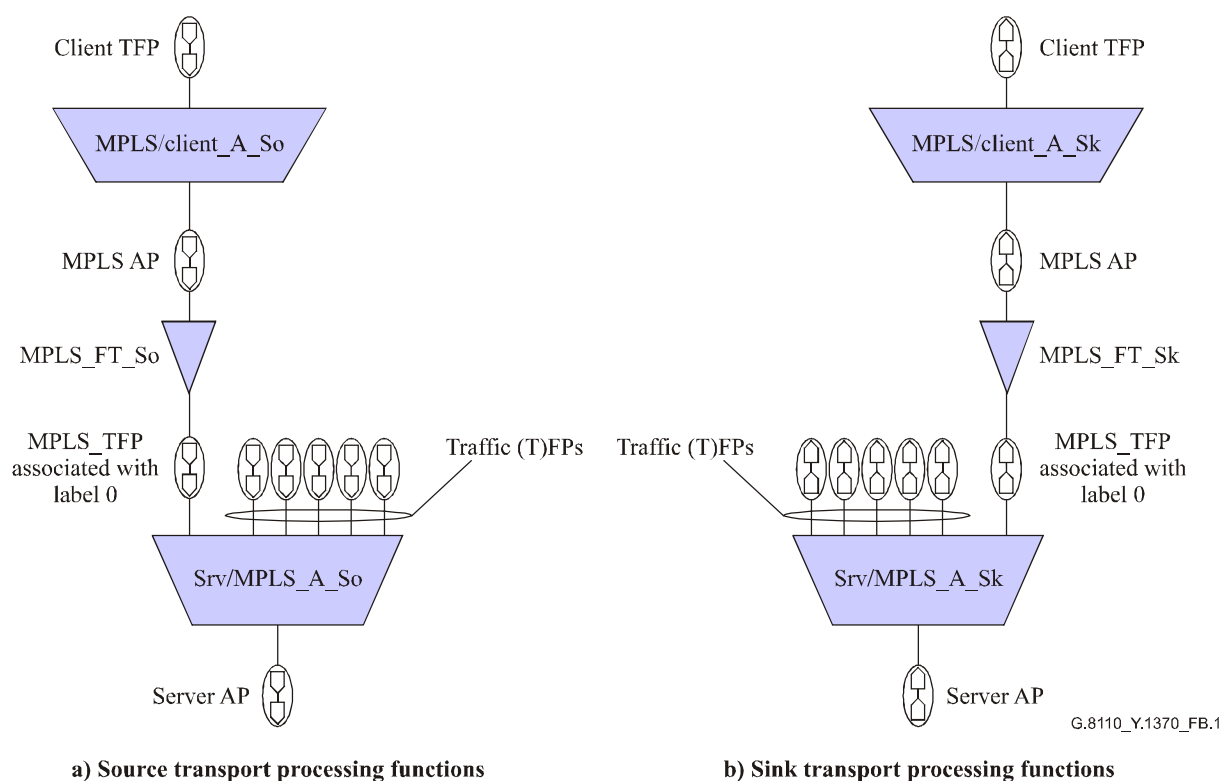 Client TFP
MPLS/client_A_So
MPLS AP
MPLS_FT_So
MPLS_TFP
associated with
label 0
Traffic (T)FPs
Srv/MPLS_A_So
Server AP
a) Source transport processing functions
Client TFP
MPLS/client_A_Sk
MPLS AP
MPLS_FT_Sk
Traffic (T)FPs
MPLS_TFP
associated with
label 0
Srv/MPLS_A_Sk
Server AP
G.8110_Y.1370_FB.1
b) Sink transport processing functions